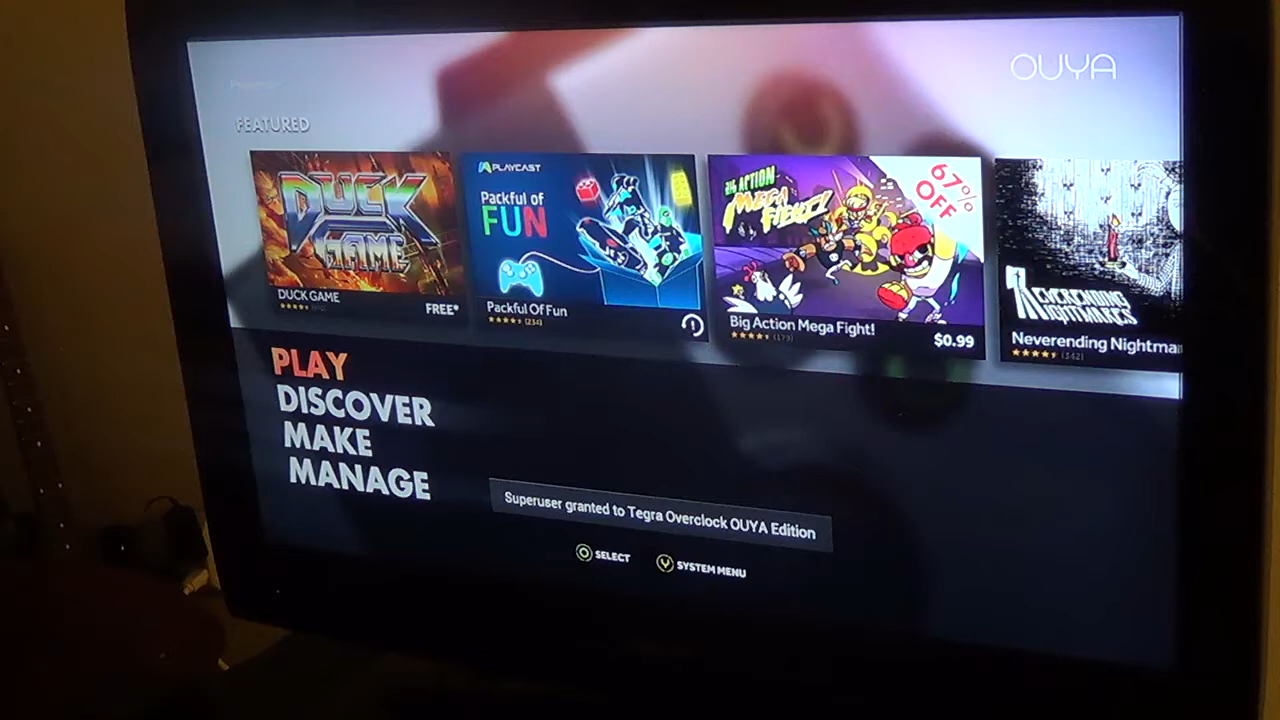 OUYA
FEATURED
DUCK GAME
DUCK GAME
FREE*
PLAYCAST
Packful of
FUN
Packful Of Fun
(234)
BIG ACTION
MEGA FIGHT!
67%
OFF
Big Action Mega Fight!
(179)
$0.99
NEVERENDING
NIGHTMARES
Neverending Nightma
(342)
PLAY
DISCOVER
MAKE
MANAGE
Superuser granted to Tegra Overclock OUYA Edition
O SELECT
Y SYSTEM MENU